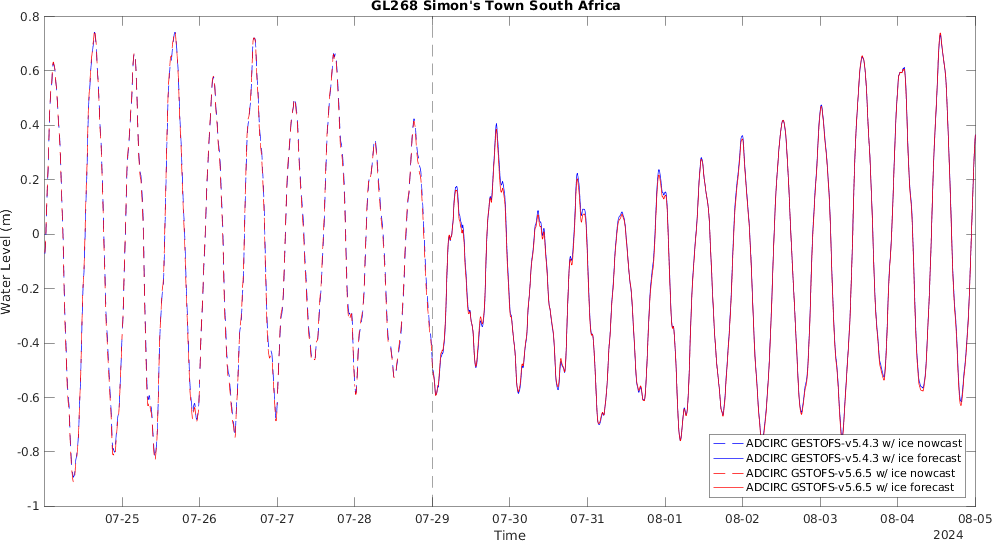 GL268 Simon's Town South Africa
0.8
0.6
0.4
0.2
0
-0.2
-0.4
-0.6
-0.8
-1
Water Level (m)
ADCIRC GESTOFS-v5.4.3 w/ ice nowcast
ADCIRC GESTOFS-v5.4.3 w/ ice forecast
ADCIRC GSTOFS-v5.6.5 w/ ice nowcast
ADCIRC GSTOFS-v5.6.5 w/ ice forecast
07-25 07-26 07-27 07-28 07-29 07-30 07-31 08-01 08-02 08-03 08-04 08-05
Time
2024